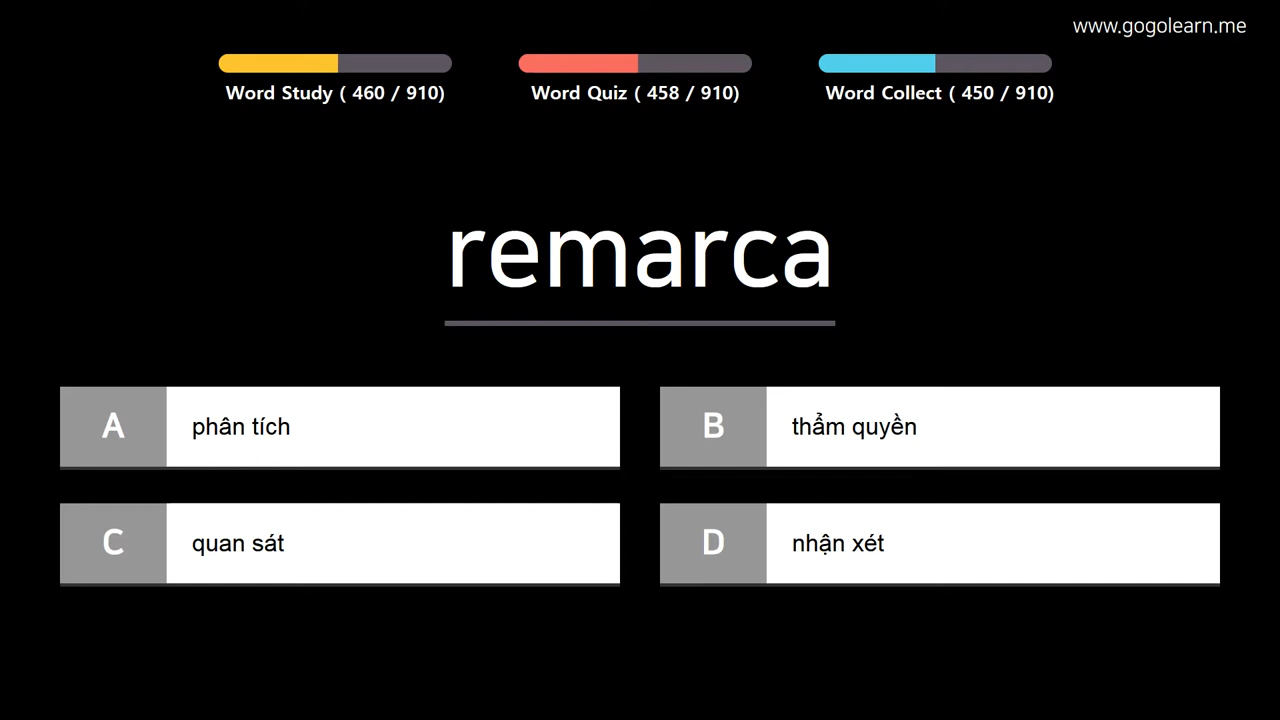 www.gogolearn.me
Word Study ( 460 / 910)
Word Quiz ( 458 / 910)
Word Collect ( 450 / 910)
remarca
A phân tích
B thẩm quyền
C quan sát
D nhận xét